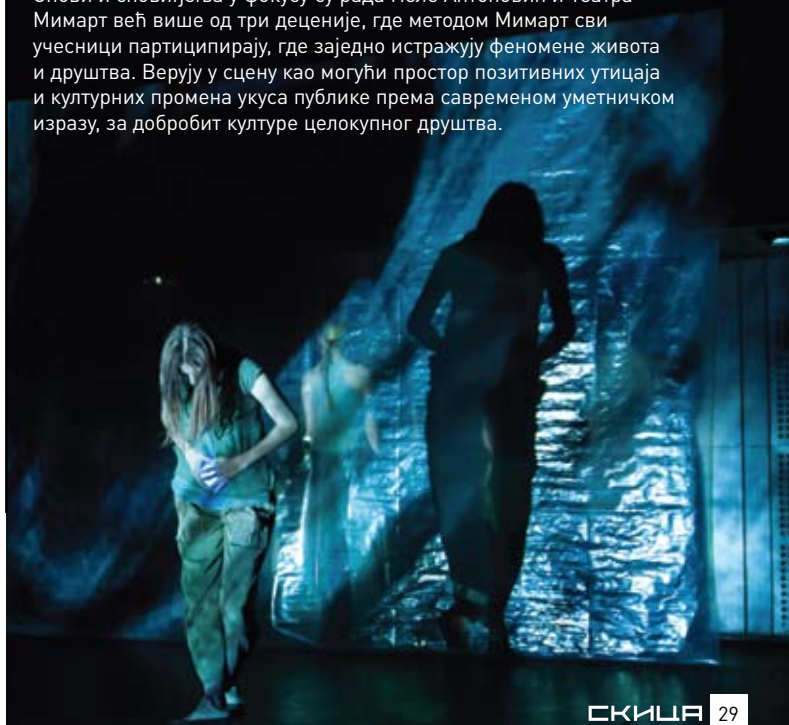 Мимарт већ више од три деценије, где методом Мимарт сви
учесници партиципирају, где заједно истражују феномене живота
и друштва. Верују у сцену као могући простор позитивних утицаја
и културних промена укуса публике према савременом уметничком
изразу, за добробит културе целокупног друштва.
СКИЦА 29